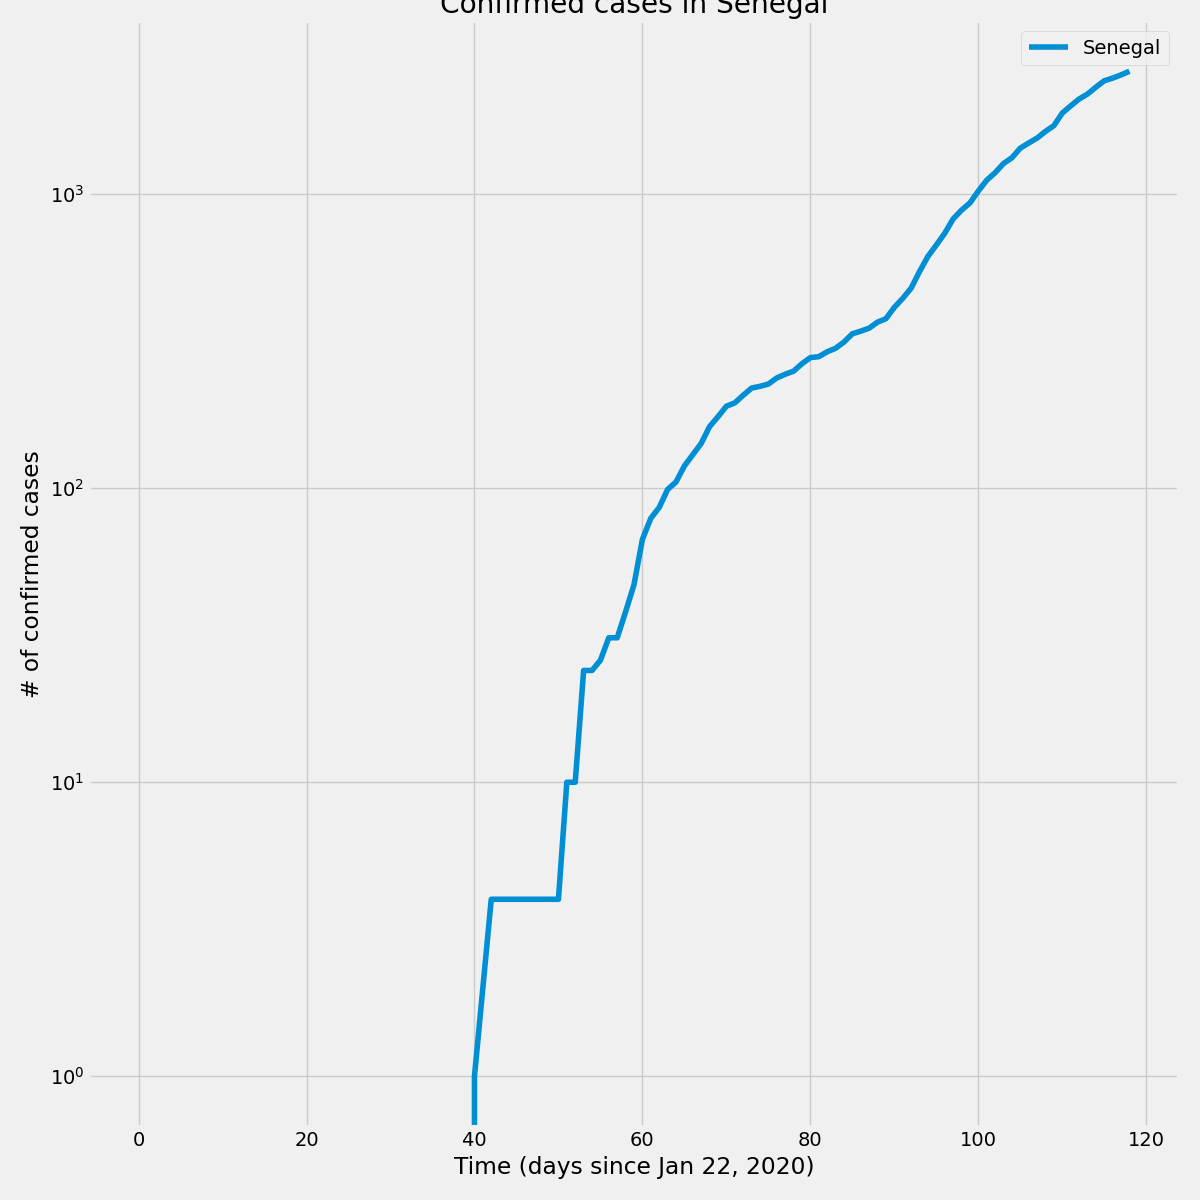 Confirmed cases in Senegal
Senegal
# of confirmed cases
10³
10²
10¹
10⁰
0 20 40 60 80 100 120
Time (days since Jan 22, 2020)